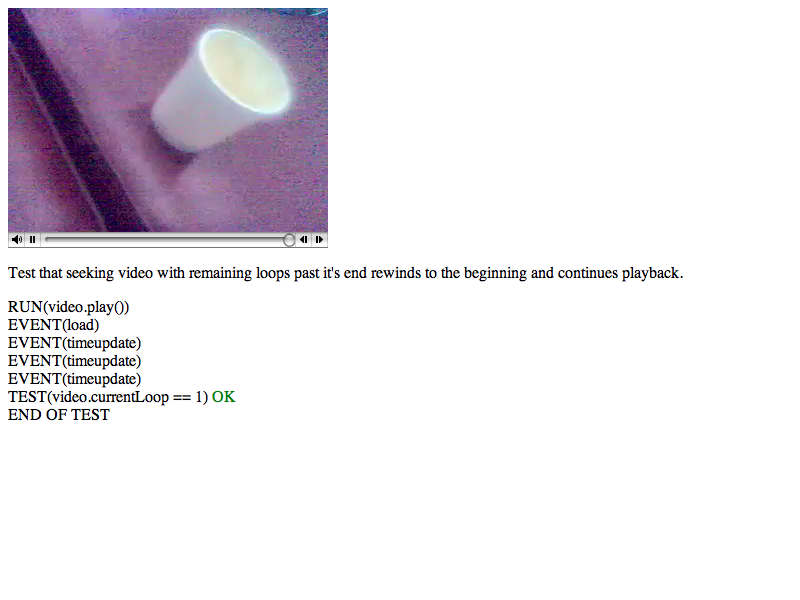 Test that seeking video with remaining loops past it's end rewinds to the beginning and continues playback.
RUN(video.play())
EVENT(load)
EVENT(timeupdate)
EVENT(timeupdate)
EVENT(timeupdate)
TEST(video.currentLoop == 1) OK
END OF TEST